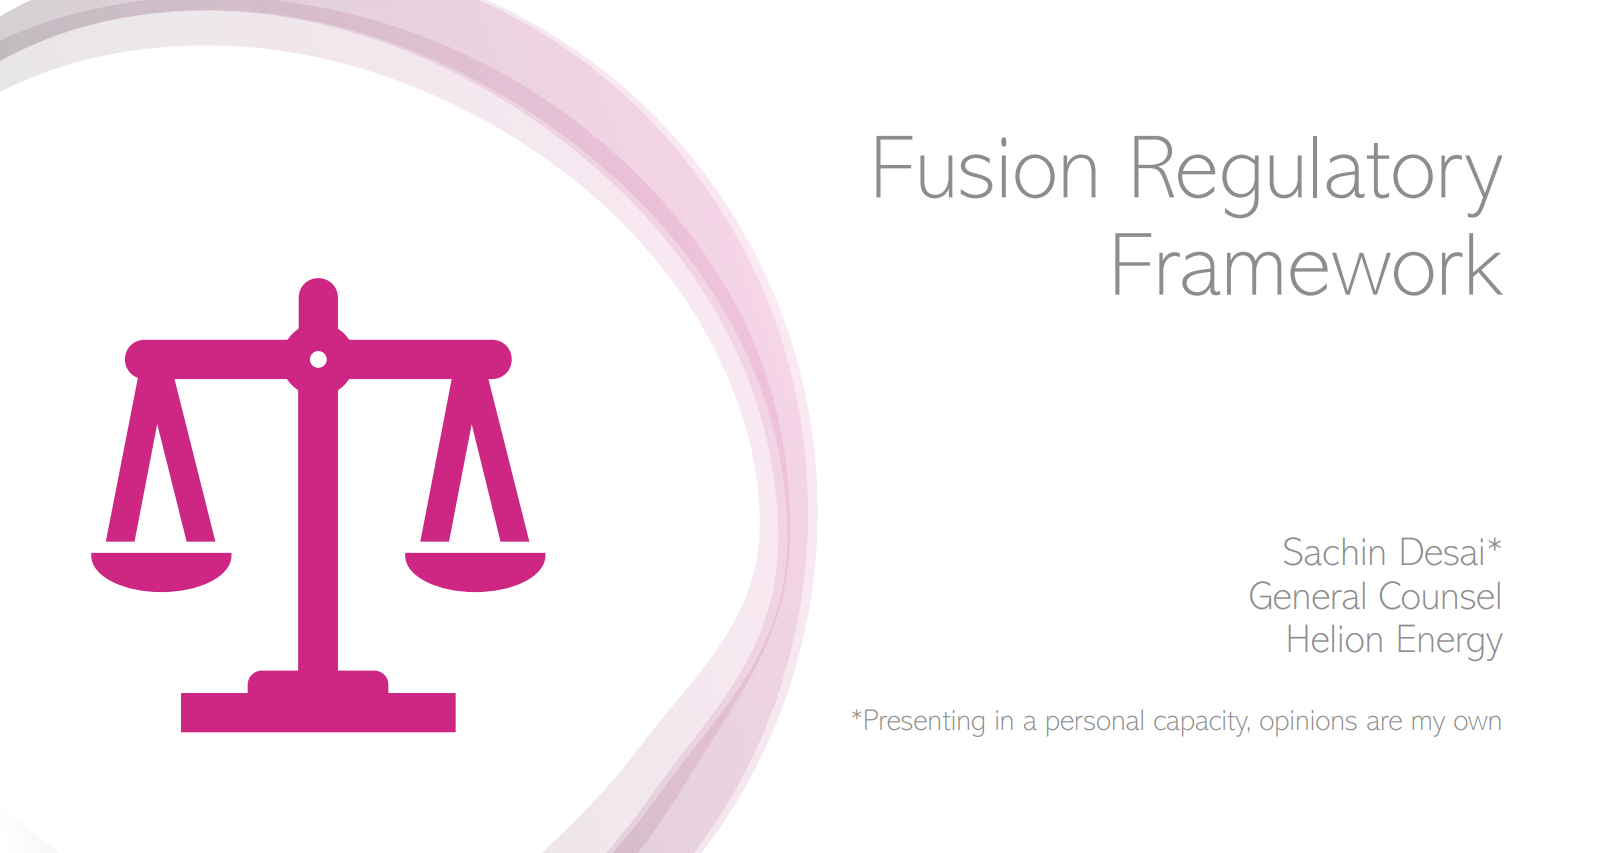 Fusion Regulatory
Framework
Sachin Desai*
General Counsel
Helion Energy
*Presenting in a personal capacity, opinions are my own